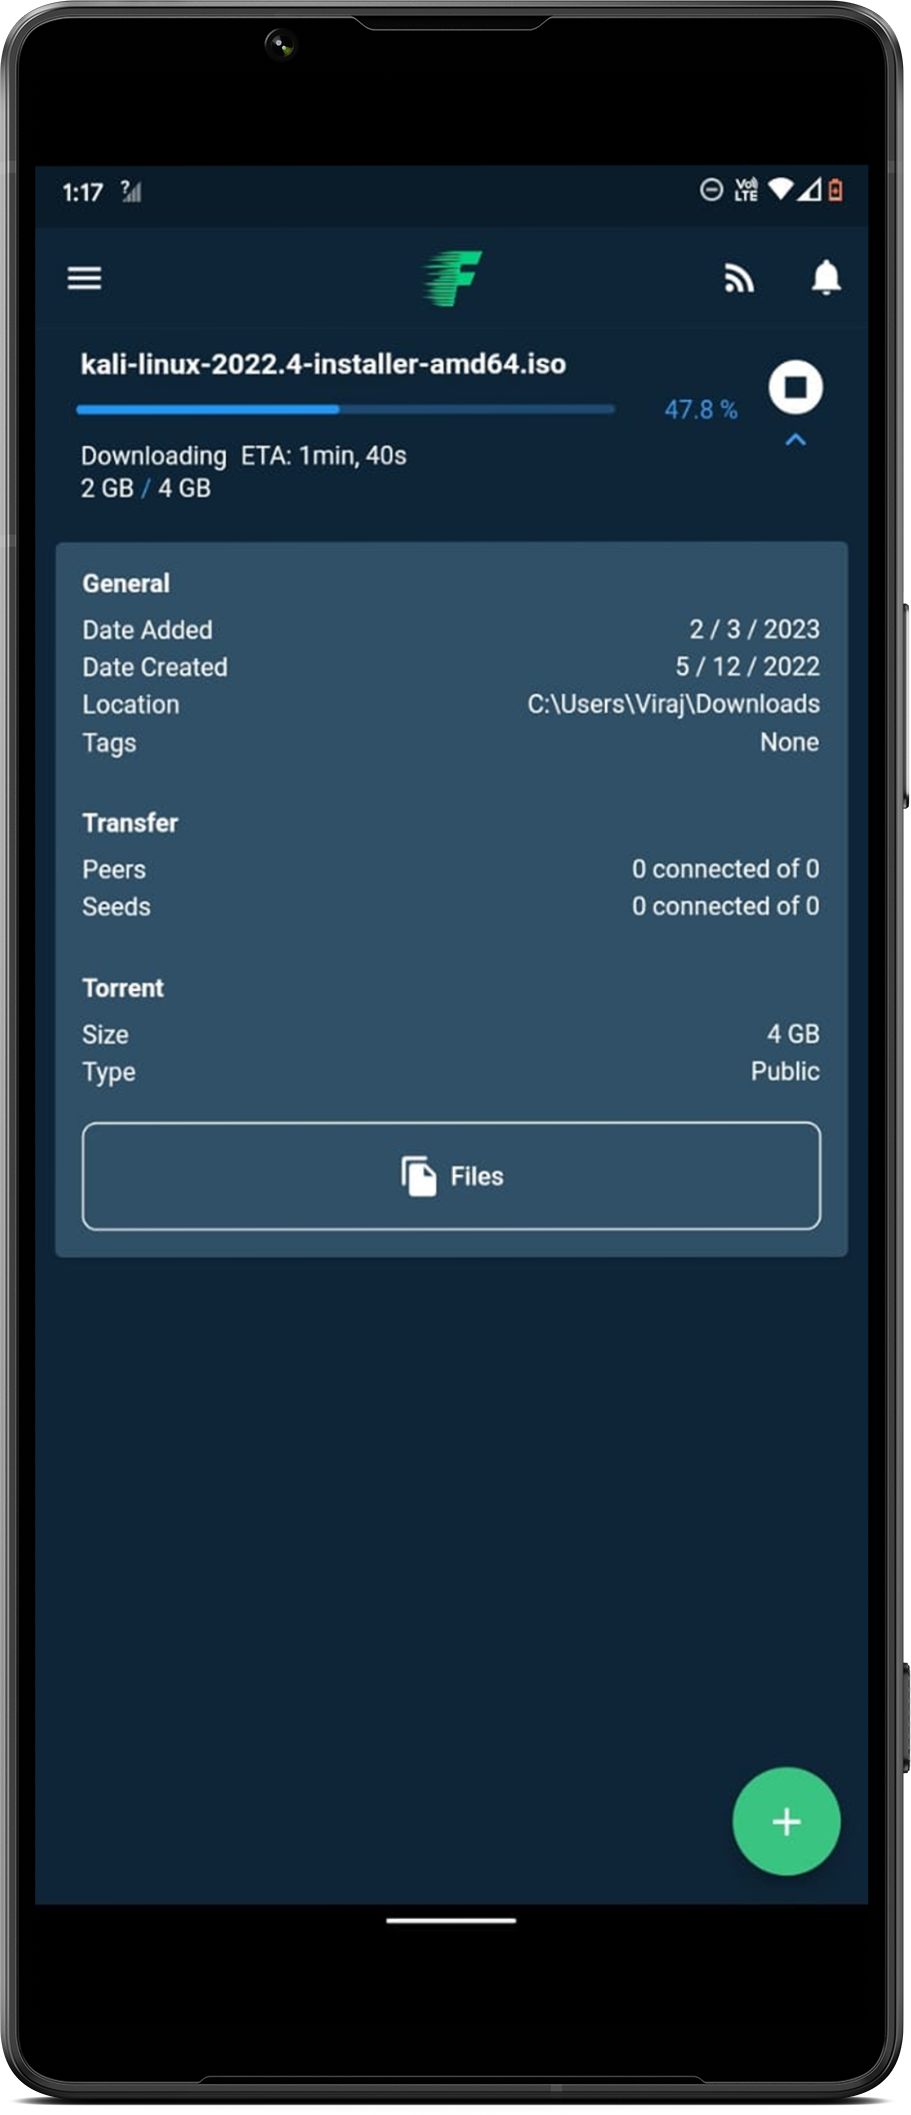 1:17 ? Vo) LTE
kali-linux-2022.4-installer-amd64.iso
47.8 %
Downloading ETA: 1min, 40s
2 GB / 4 GB
General
Date Added 2 / 3 / 2023
Date Created 5 / 12 / 2022
Location C:\Users\Viraj\Downloads
Tags None
Transfer
Peers 0 connected of 0
Seeds 0 connected of 0
Torrent
Size 4 GB
Type Public
Files